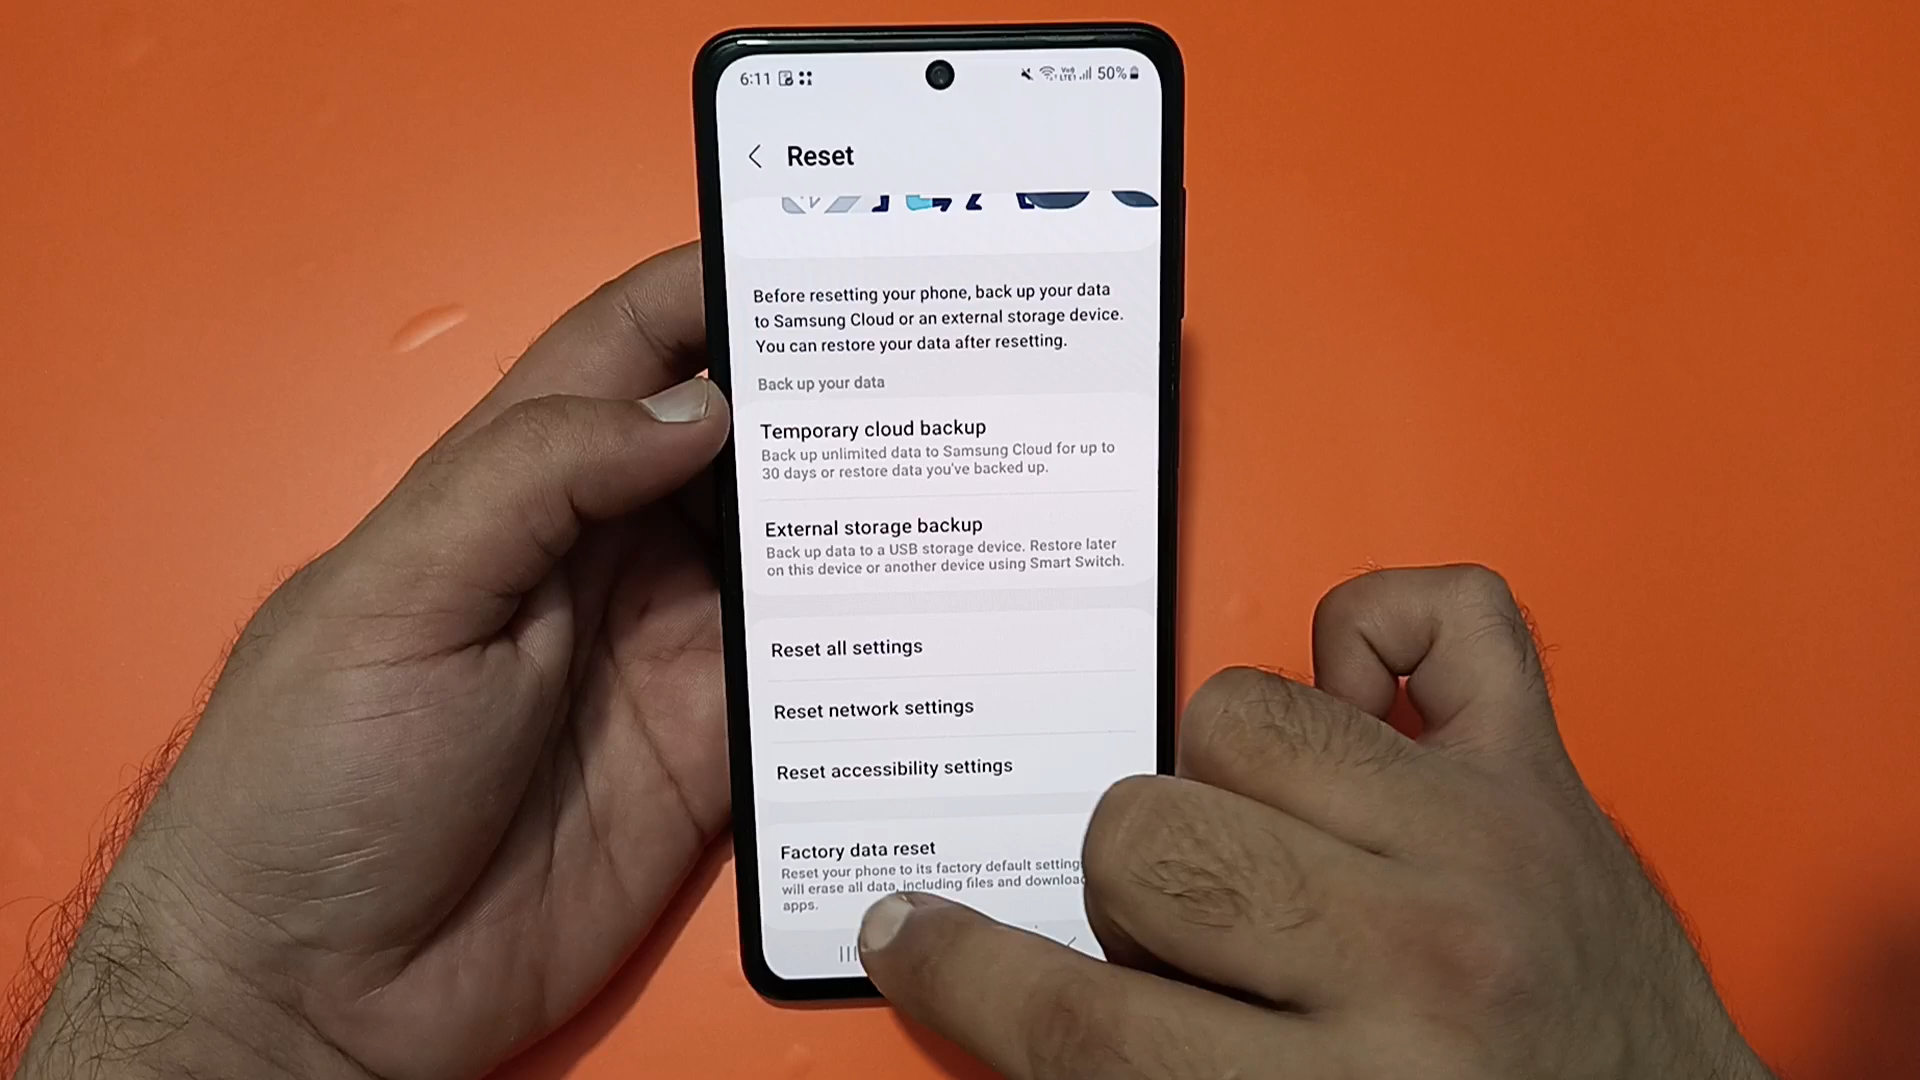 6:11 50%
Reset
Before resetting your phone, back up your data
to Samsung Cloud or an external storage device.
You can restore your data after resetting.
Back up your data
Temporary cloud backup
Back up unlimited data to Samsung Cloud for up to
30 days or restore data you've backed up.
External storage backup
Back up data to a USB storage device. Restore later
on this device or another device using Smart Switch.
Reset all settings
Reset network settings
Reset accessibility settings
Factory data reset
Reset your phone to its factory default setting
will erase all data, including files and downloa
apps.